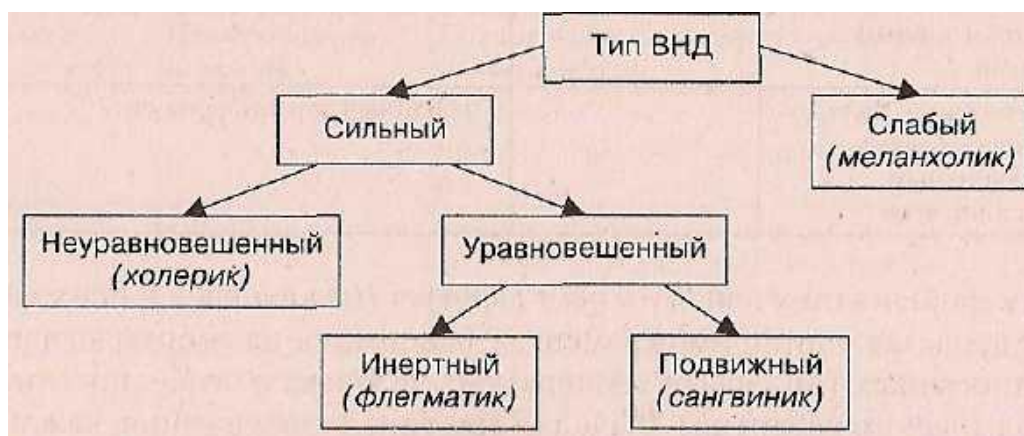 Тип ВНД
Сильный
Слабый
(меланхолик)
Неуравновешенный
(холерик)
Уравновешенный
Инертный
(флегматик)
Подвижный
(сангвиник)